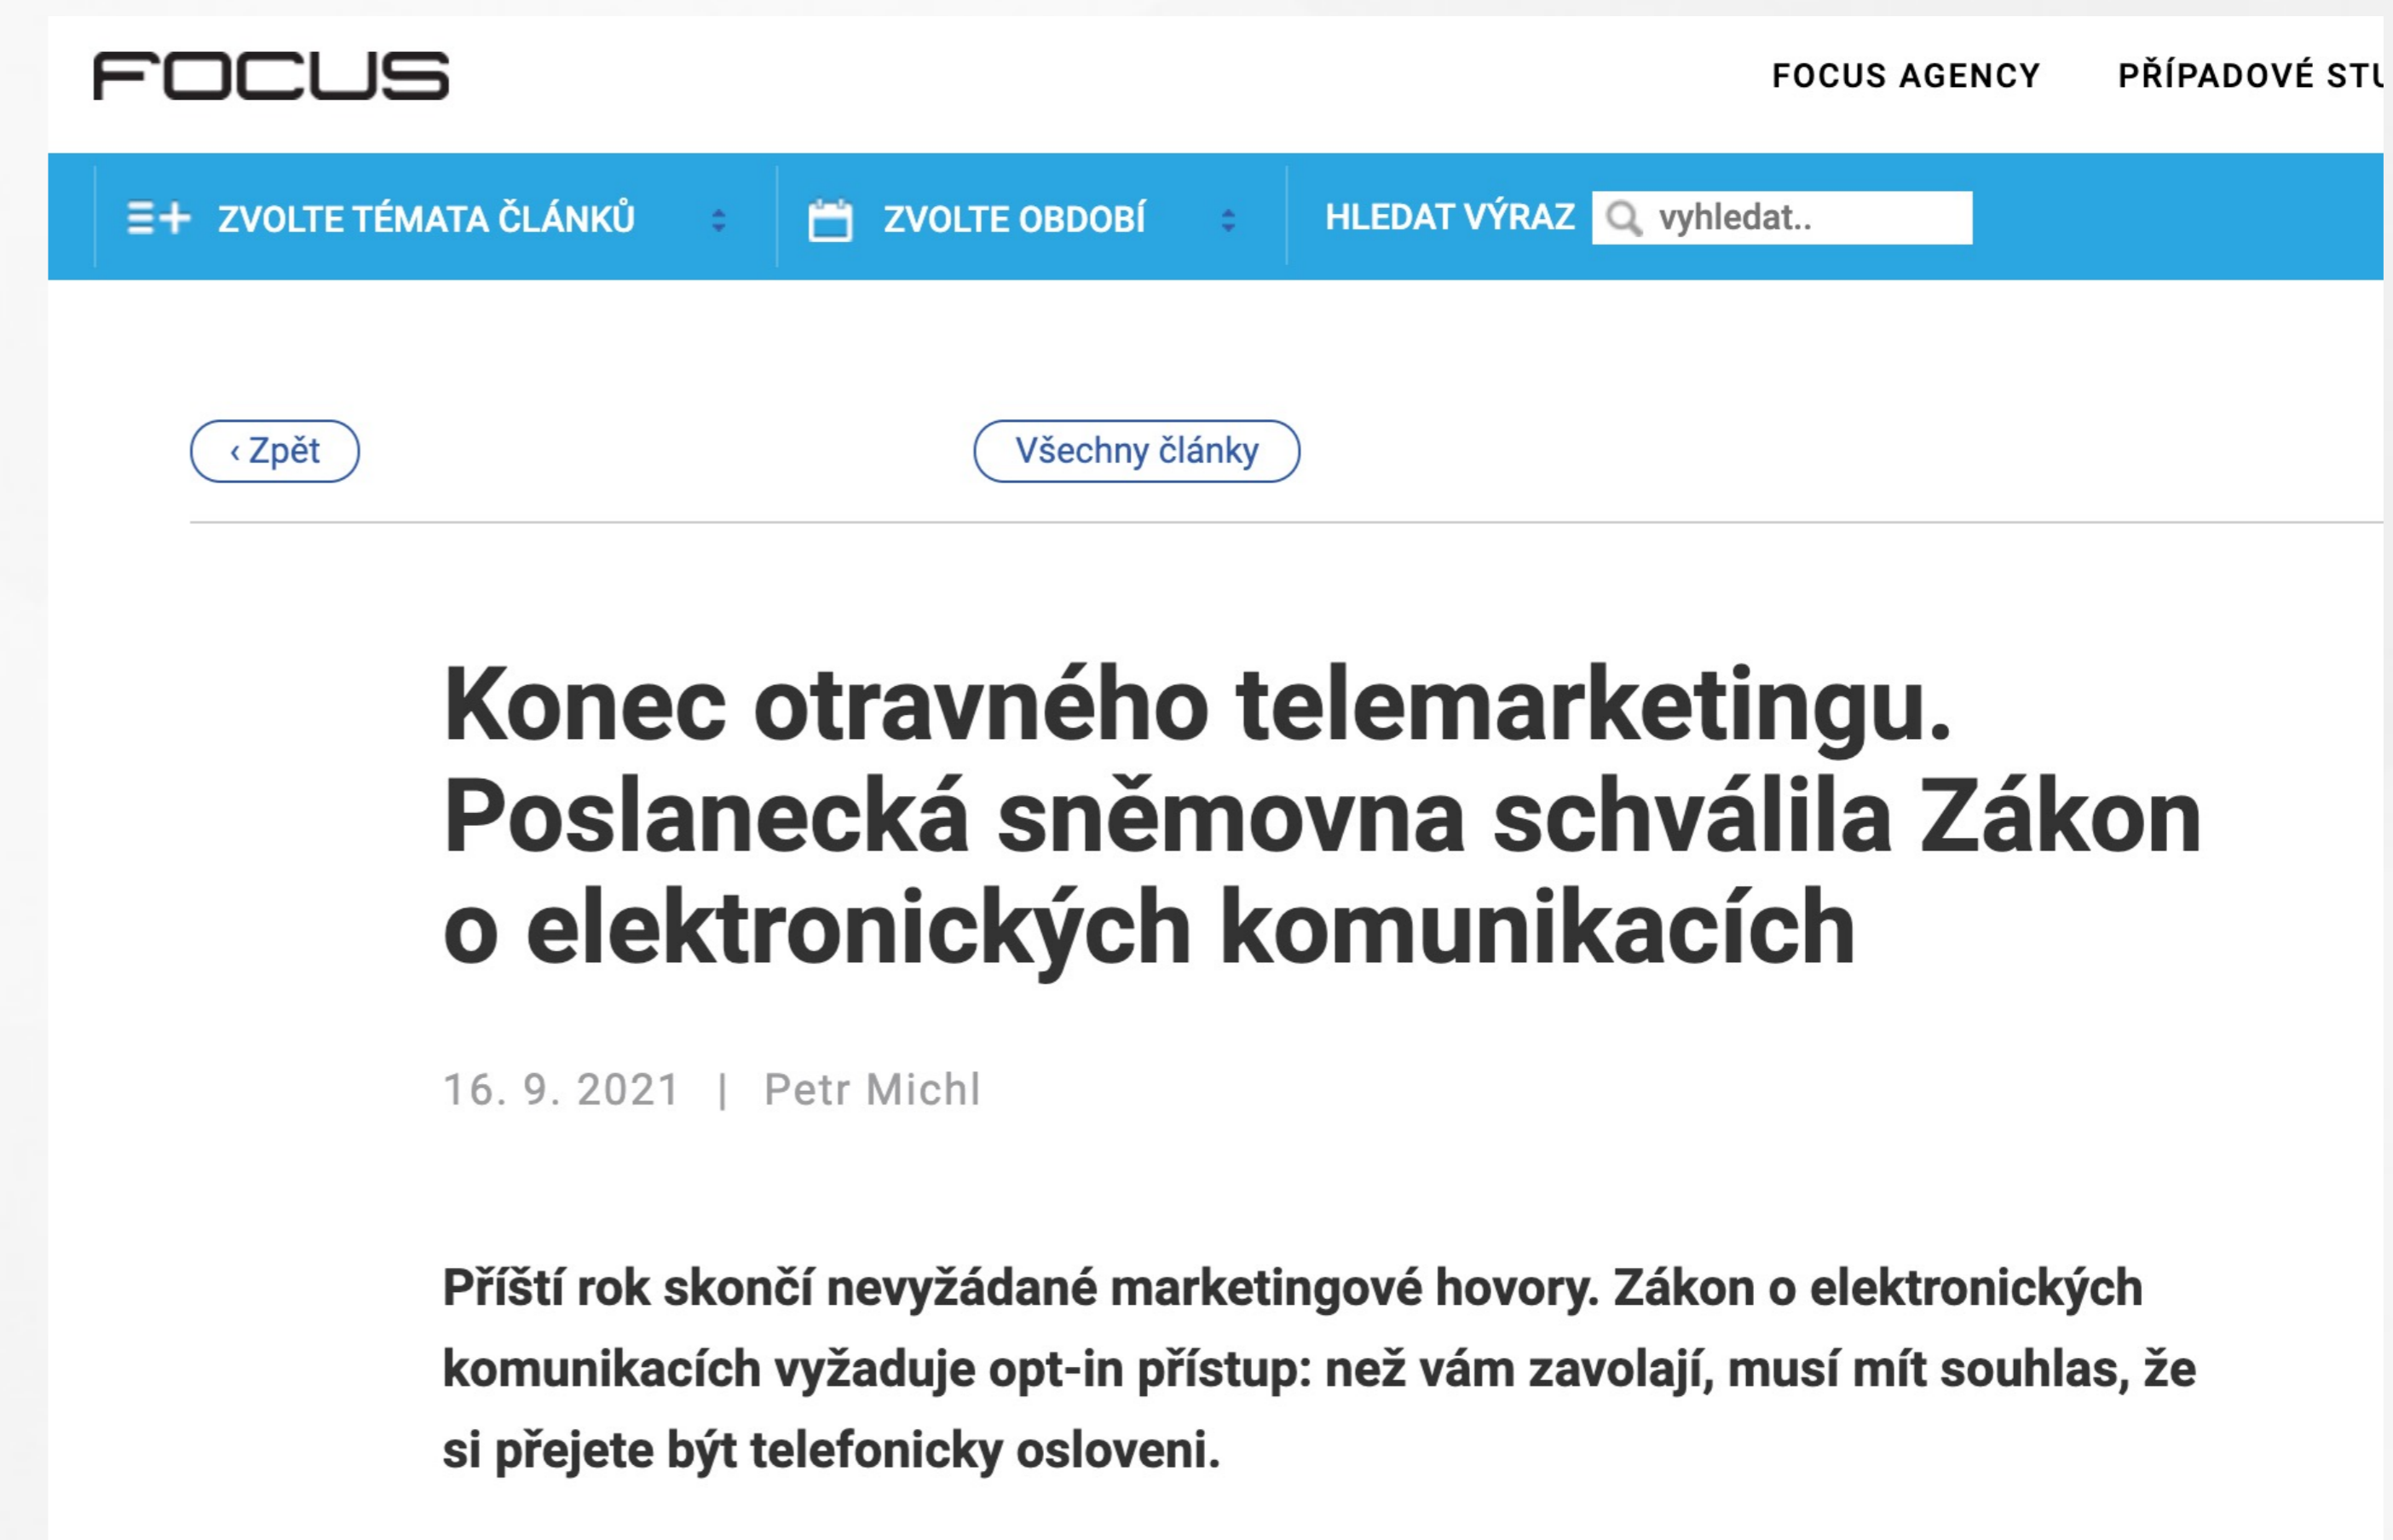 FOCUS
FOCUS AGENCY PŘÍPADOVÉ
ZVOLTE TÉMATA ČLÁNKŮ ZVOLTE OBDOBÍ HLEDAT VÝRAZ vyhledat..
‹ Zpět Všechny články
Konec otravného telemarketingu.
Poslanecká sněmovna schválila Zákon
o elektronických komunikacích
16. 9. 2021 | Petr Michl
Příští rok skončí nevyžádané marketingové hovory. Zákon o elektronických
komunikacích vyžaduje opt-in přístup: než vám zavolají, musí mít souhlas, že
si přejete být telefonicky osloveni.